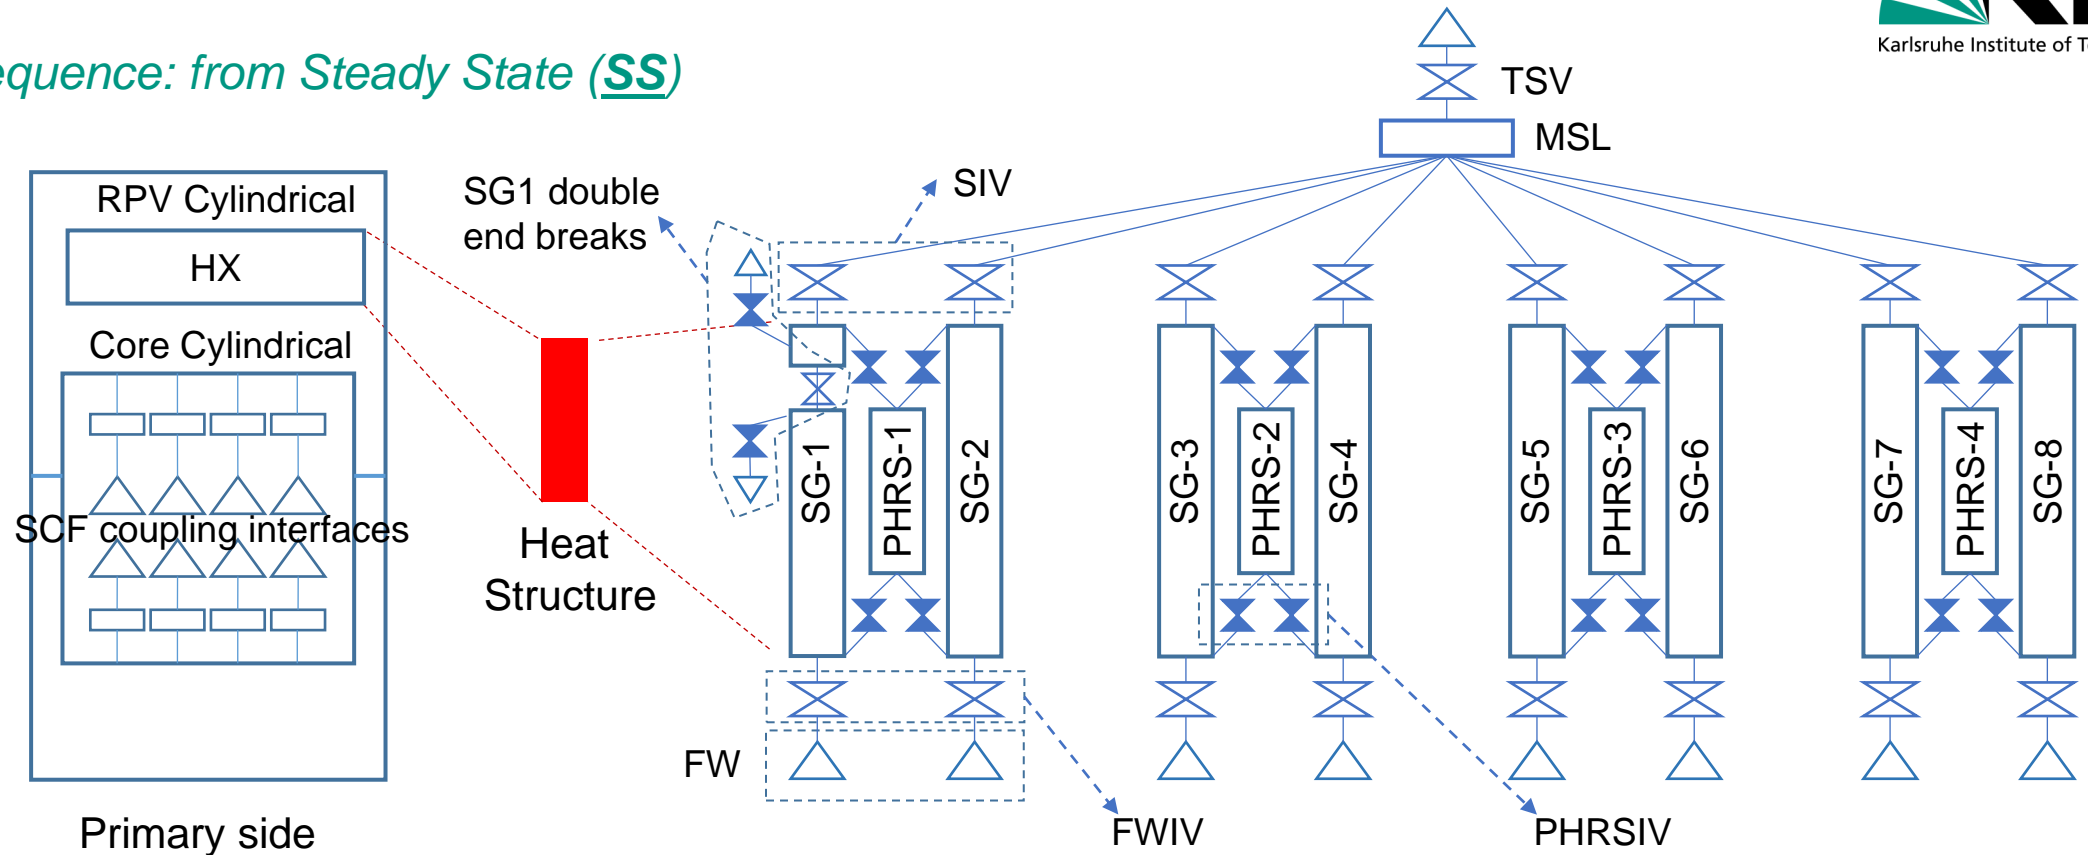 equence: from Steady State (SS)
Karlsruhe Institute of Te
TSV
MSL
RPV Cylindrical
HX
Core Cylindrical
SCF coupling interfaces
Primary side
SG1 double
end breaks
SIV
Heat
Structure
SG-1
PHRS-1
SG-2
SG-3
PHRS-2
SG-4
SG-5
PHRS-3
SG-6
SG-7
PHRS-4
SG-8
FW
FWIV
PHRSIV